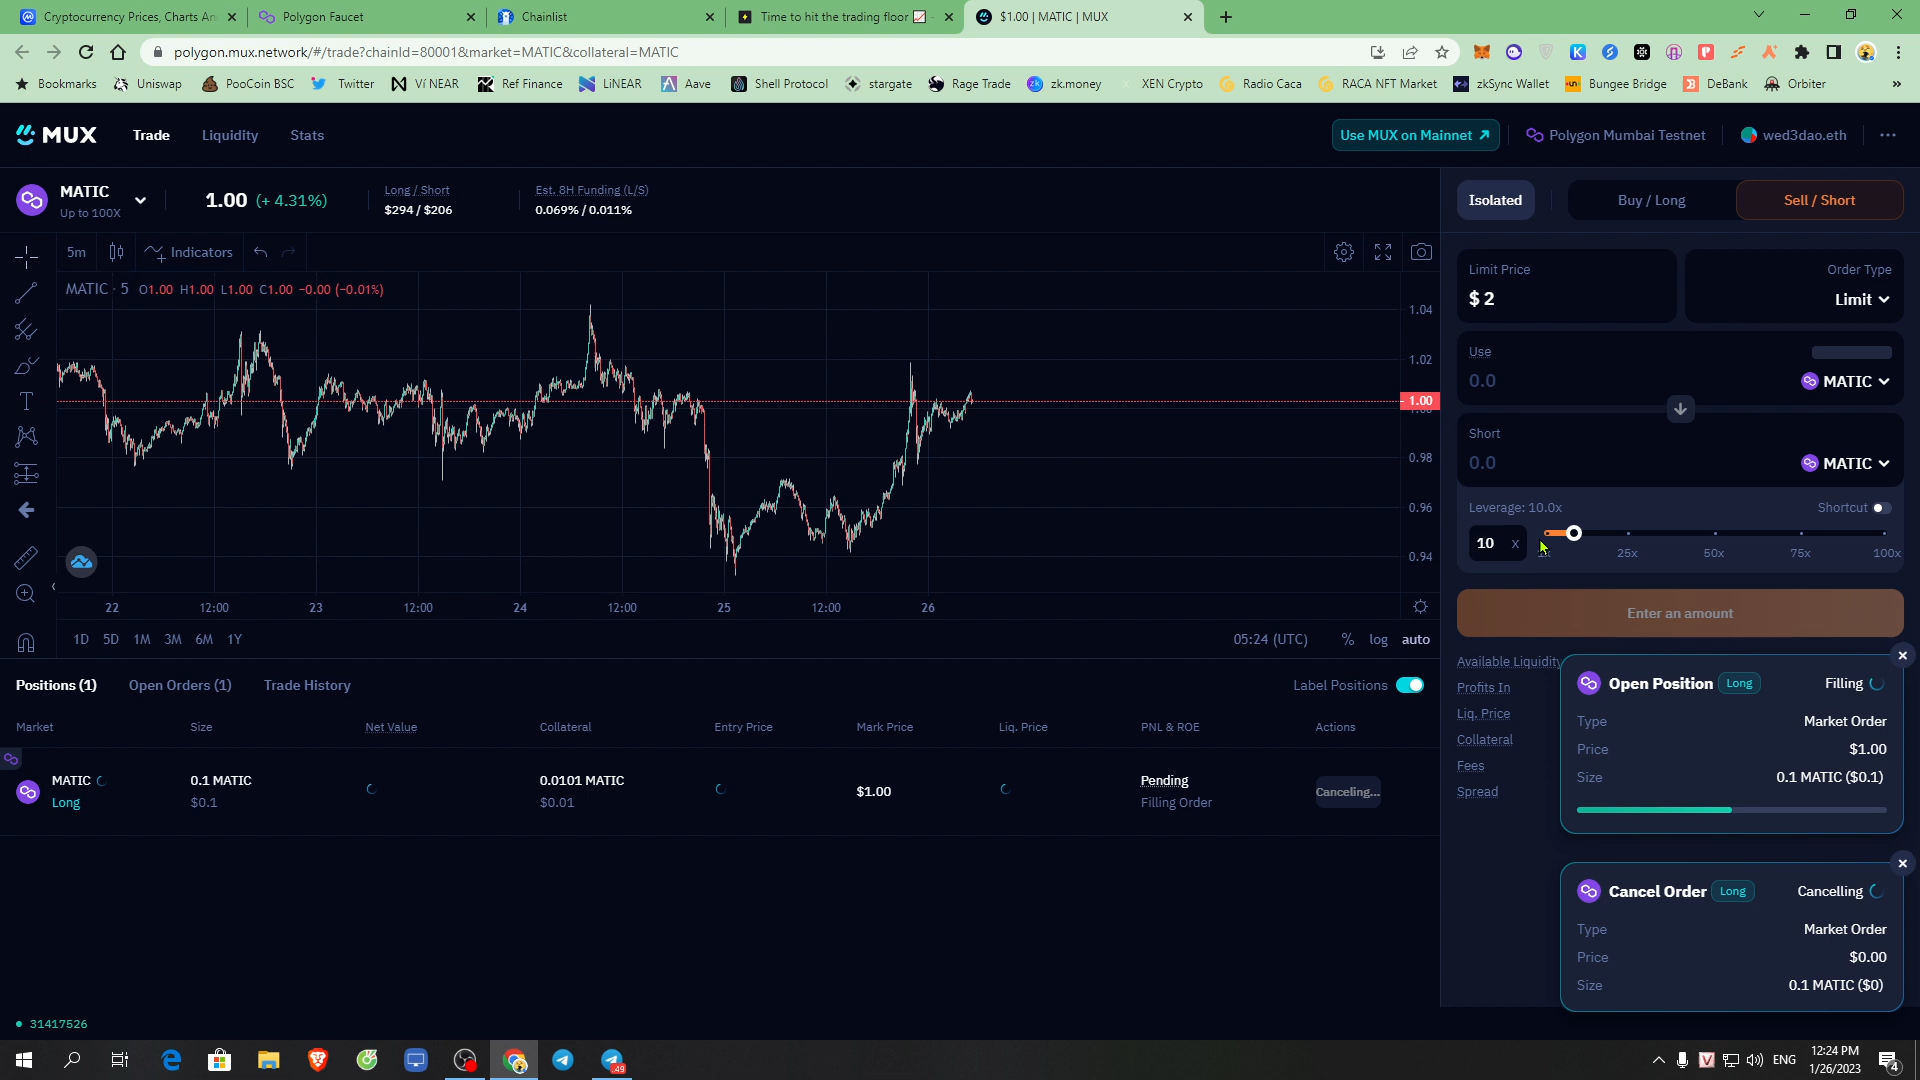 Cryptocurrency Prices, Charts An
Polygon Faucet
Chainlist
Time to hit the trading floor
$1.00 | MATIC | MUX
polygon.mux.network/#/trade?chainId=80001&market=MATIC&collateral=MATIC
Bookmarks
Uniswap
PooCoin BSC
Twitter
Ví NEAR
Ref Finance
LiNEAR
Aave
Shell Protocol
stargate
Rage Trade
zk.money
XEN Crypto
Radio Caca
RACA NFT Market
zkSync Wallet
Bungee Bridge
DeBank
Orbiter
»
MUX
Trade
Liquidity
Stats
Use MUX on Mainnet
Polygon Mumbai Testnet
wed3dao.eth
MATIC
Up to 100X
1.00 (+ 4.31%)
Long / Short
$294 / $206
Est. 8H Funding (L/S)
0.069% / 0.011%
Isolated
Buy / Long
Sell / Short
5m
Indicators
MATIC · 5 O1.00 H1.00 L1.00 C1.00 −0.00 (−0.01%)
1.04
1.02
1.00
1.00
0.98
0.96
0.94
22 12:00 23 12:00 24 12:00 25 12:00 26
1D 5D 1M 3M 6M 1Y
05:24 (UTC)
% log auto
Limit Price
$ 2
Order Type
Limit
Use
0.0
MATIC
Short
0.0
MATIC
Leverage: 10.0x
Shortcut
10 X
25x 50x 75x 100x
Enter an amount
Available Liquidity
Profits In
Liq. Price
Collateral
Fees
Spread
Open Position Long Filling
Type Market Order
Price $1.00
Size 0.1 MATIC ($0.1)
Cancel Order Long Cancelling
Type Market Order
Price $0.00
Size 0.1 MATIC ($0)
Positions (1)
Open Orders (1)
Trade History
Label Positions
Market Size Net Value Collateral Entry Price Mark Price Liq. Price PNL & ROE Actions
MATIC
Long
0.1 MATIC
$0.1
0.0101 MATIC
$0.01
$1.00
Pending
Filling Order
Canceling...
31417526
49
ENG
12:24 PM
1/26/2023
4